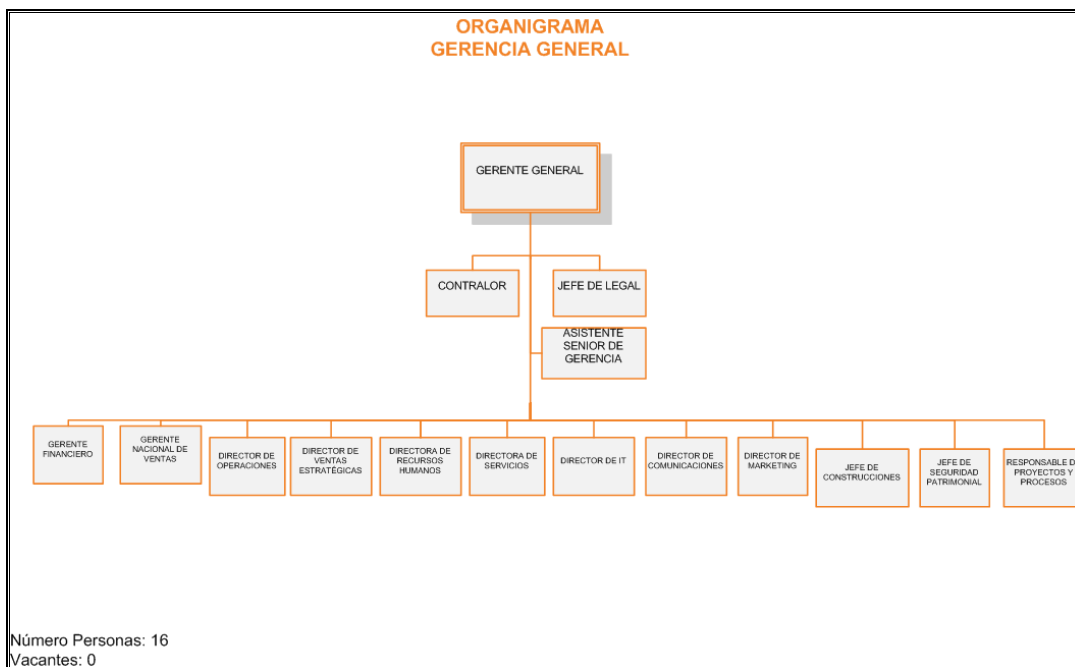 ORGANIGRAMA
GERENCIA GENERAL
GERENTE GENERAL
CONTRALOR
JEFE DE LEGAL
ASISTENTE
SENIOR DE
GERENCIA
GERENTE
FINANCIERO
GERENTE
NACIONAL DE
VENTAS
DIRECTOR DE
OPERACIONES
DIRECTOR DE
VENTAS
ESTRATÉGICAS
DIRECTORA DE
RECURSOS
HUMANOS
DIRECTORA DE
SERVICIOS
DIRECTOR DE IT
DIRECTOR DE
COMUNICACIONES
DIRECTOR DE
MARKETING
JEFE DE
CONSTRUCCIONES
JEFE DE
SEGURIDAD
PATRIMONIAL
RESPONSABLE D
PROYECTOS Y
PROCESOS
Número Personas: 16
Vacantes: 0